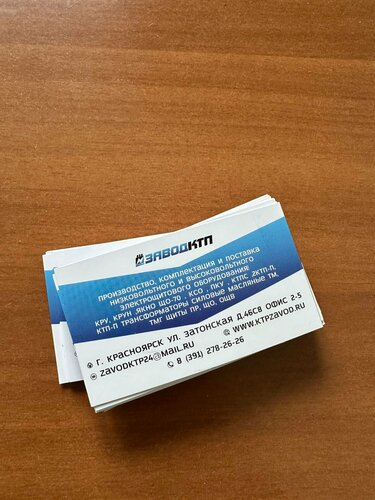 ЗАВОДКТП
ПРОИЗВОДСТВО, КОМПЛЕКТАЦИЯ И ПОСТАВКА
НИЗКОВОЛЬТНОГО И ВЫСОКОВОЛЬТНОГО
ЭЛЕКТРОЩИТОВОГО ОБОРУДОВАНИЯ
КРУ, КРУН, ЯКНО ЩО-70, КСО, ПКУ, КТПС, 2КТП-П,
КТП-П ТРАНСФОРМАТОРЫ СИЛОВЫЕ МАСЛЯНЫЕ ТМ,
ТМГ ЩИТЫ ПР, ЩО, ОЩВ
Г. КРАСНОЯРСК УЛ. ЗАТОНСКАЯ Д.46С8 ОФИС 2-5
ZAVODKTP24@MAIL.RU WWW.KTPZAVOD.RU
8 (391) 278-26-26